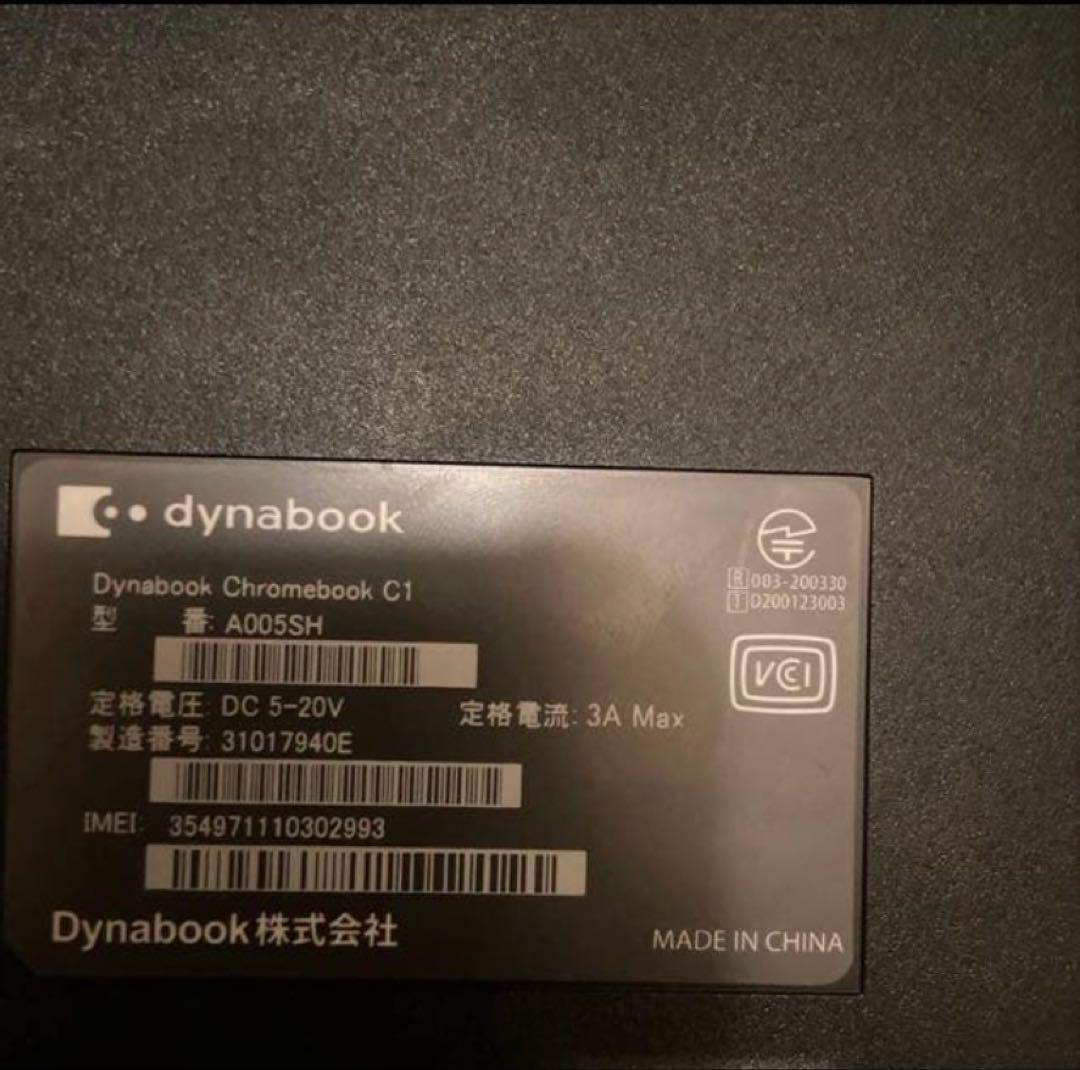 dynabook
Dynabook Chromebook C1
型　番: A005SH
定格電圧: DC 5-20V
定格電流: 3A Max
製造番号: 31017940E
IMEI: 354971110302993
Dynabook株式会社
R 003-200330
T D200123003
VCCI
MADE IN CHINA